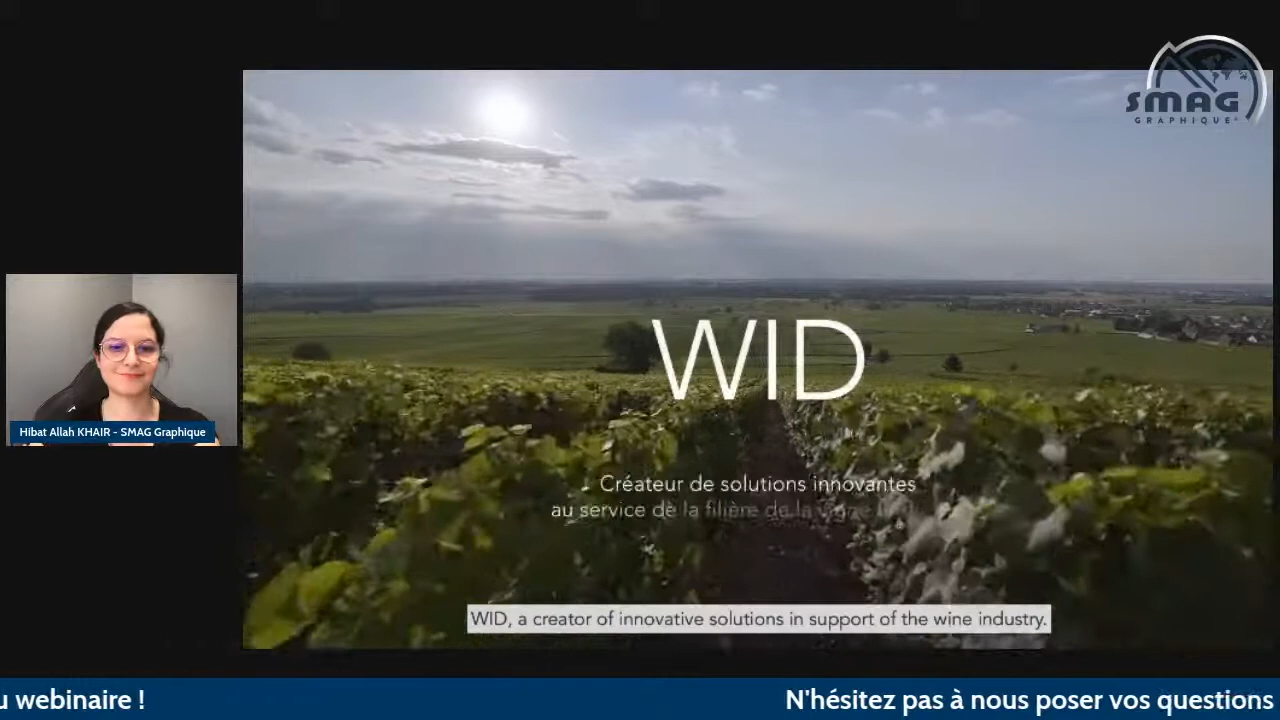 SMAG
GRAPHIQUE
WID
Créateur de solutions innovantes
au service de la filière de la
WID, a creator of innovative solutions in support of the wine industry.
Hibat Allah KHAIR - SMAG Graphique
u webinaire !
N'hésitez pas à nous poser vos questions